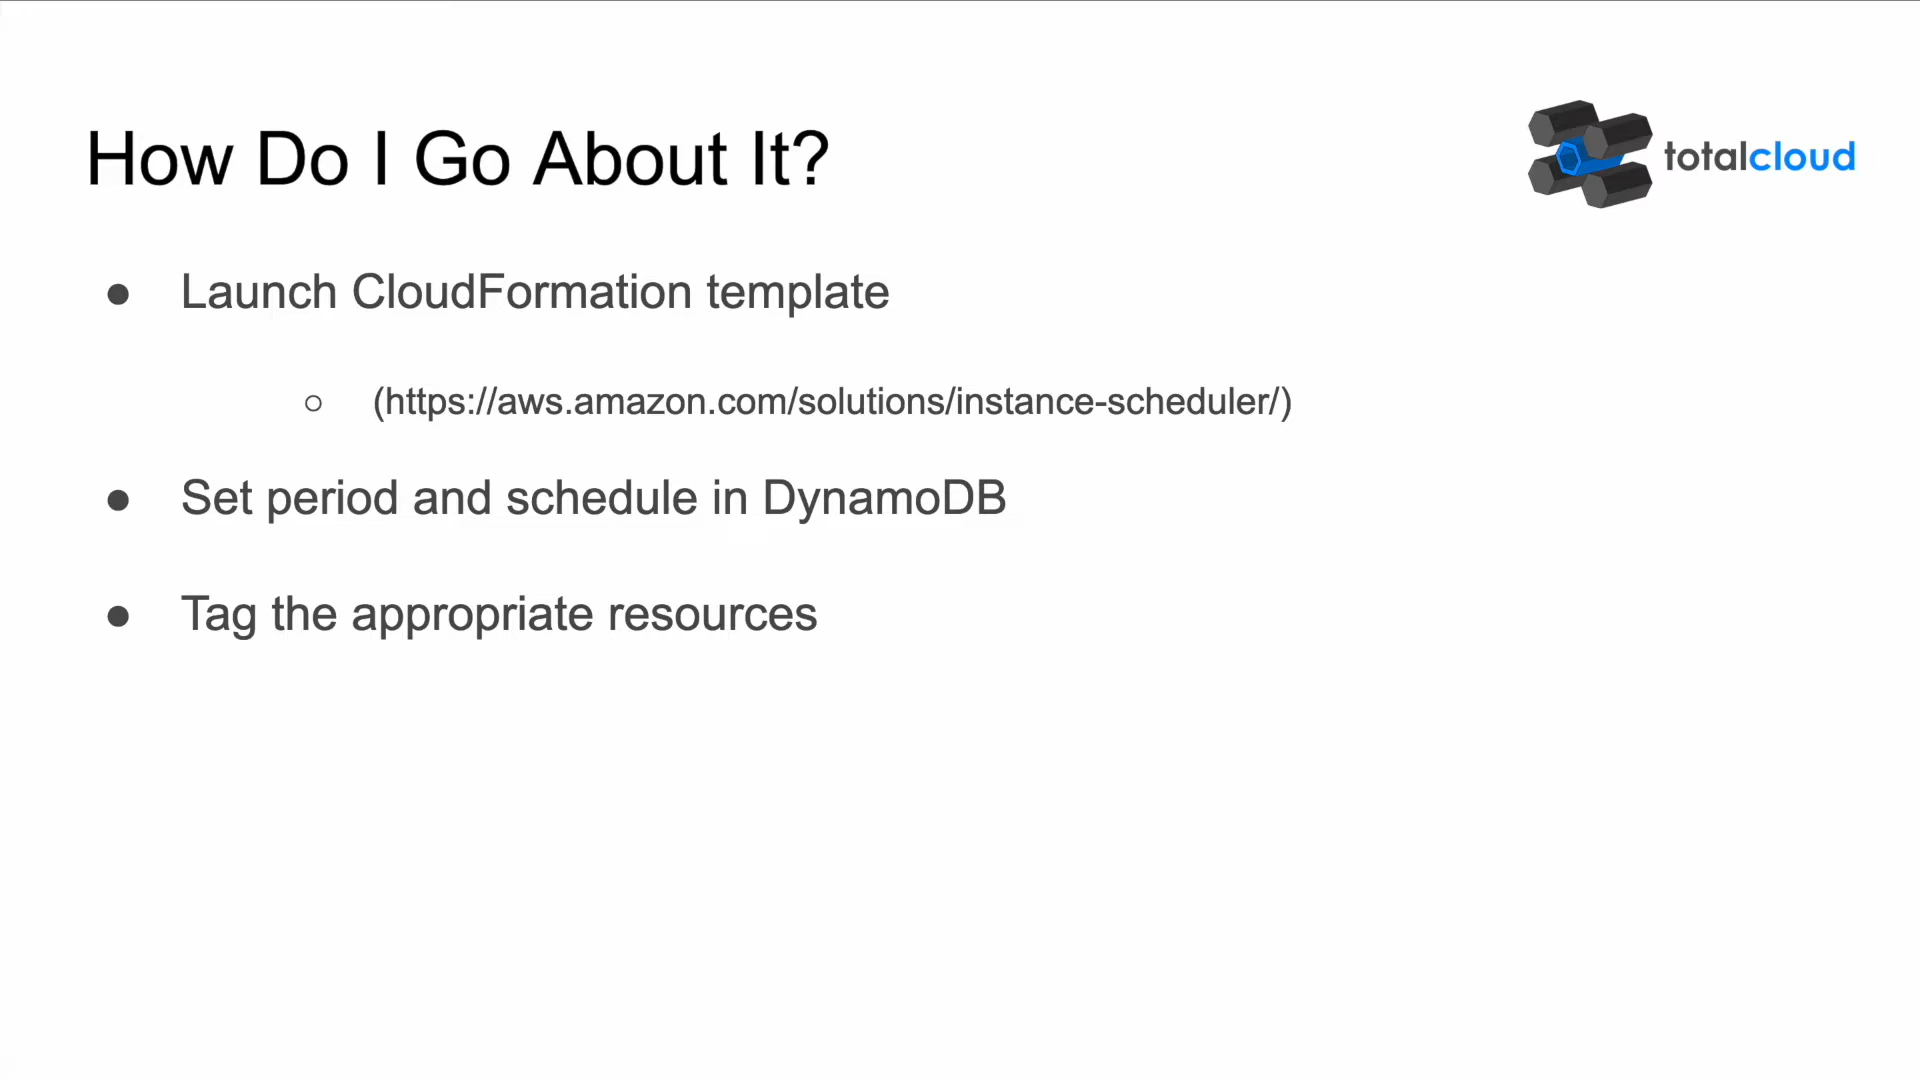 How Do I Go About It?
totalcloud
● Launch CloudFormation template
○ (https://aws.amazon.com/solutions/instance-scheduler/)
● Set period and schedule in DynamoDB
● Tag the appropriate resources